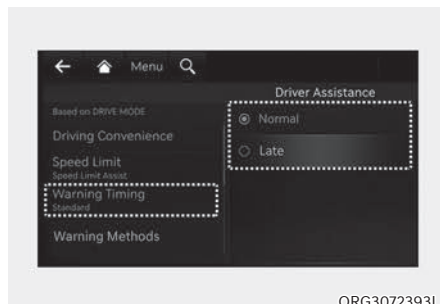 Menu
Driver Assistance
Based on DRIVE MODE
Normal
Driving Convenience
Late
Speed Limit
Speed Limit Assist
Warning Timing
Standard
Warning Methods
ORG3072393L